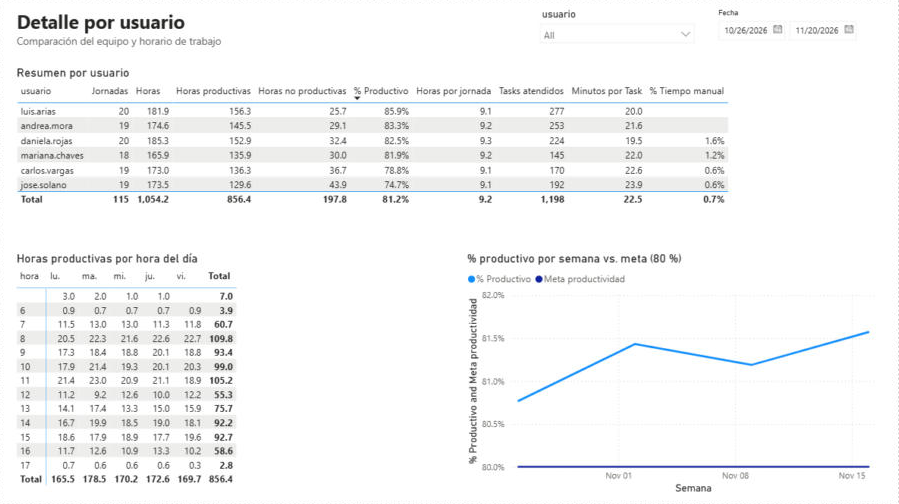 Detalle por usuario
Comparación del equipo y horario de trabajo
usuario
All
Fecha
10/26/2026 11/20/2026
Resumen por usuario
usuario Jornadas Horas Horas productivas Horas no productivas % Productivo Horas por jornada Tasks atendidos Minutos por Task % Tiempo manual
luis.arias 20 181.9 156.3 25.7 85.9% 9.1 277 20.0
andrea.mora 19 174.6 145.5 29.1 83.3% 9.2 253 21.6
daniela.rojas 20 185.3 152.9 32.4 82.5% 9.3 224 19.5 1.6%
mariana.chaves 18 165.9 135.9 30.0 81.9% 9.2 145 22.0 1.2%
carlos.vargas 19 173.0 136.3 36.7 78.8% 9.1 170 22.6 0.6%
jose.solano 19 173.5 129.6 43.9 74.7% 9.1 192 23.9 0.6%
Total 115 1,054.2 856.4 197.8 81.2% 9.2 1,198 22.5 0.7%
Horas productivas por hora del día
hora lu. ma. mi. ju. vi. Total
3.0 2.0 1.0 1.0 7.0
6 0.9 0.7 0.7 0.7 0.9 3.9
7 11.5 13.0 13.0 11.3 11.8 60.7
8 20.5 22.3 21.6 22.6 22.7 109.8
9 17.3 18.4 18.8 20.1 18.8 93.4
10 17.9 21.4 19.3 20.1 20.3 99.0
11 21.4 23.0 20.9 21.1 18.9 105.2
12 11.2 9.2 12.6 10.0 12.2 55.3
13 14.1 17.4 13.3 15.0 15.9 75.7
14 16.7 19.9 18.5 19.0 18.1 92.2
15 18.6 17.9 18.9 17.7 19.6 92.7
16 11.7 12.6 10.9 13.3 10.2 58.6
17 0.7 0.6 0.6 0.6 0.3 2.8
Total 165.5 178.5 170.2 172.6 169.7 856.4
% productivo por semana vs. meta (80 %)
% Productivo Meta productividad
% Productivo and Meta productividad
82.0%
81.5%
81.0%
80.5%
80.0%
Nov 01 Nov 08 Nov 15
Semana